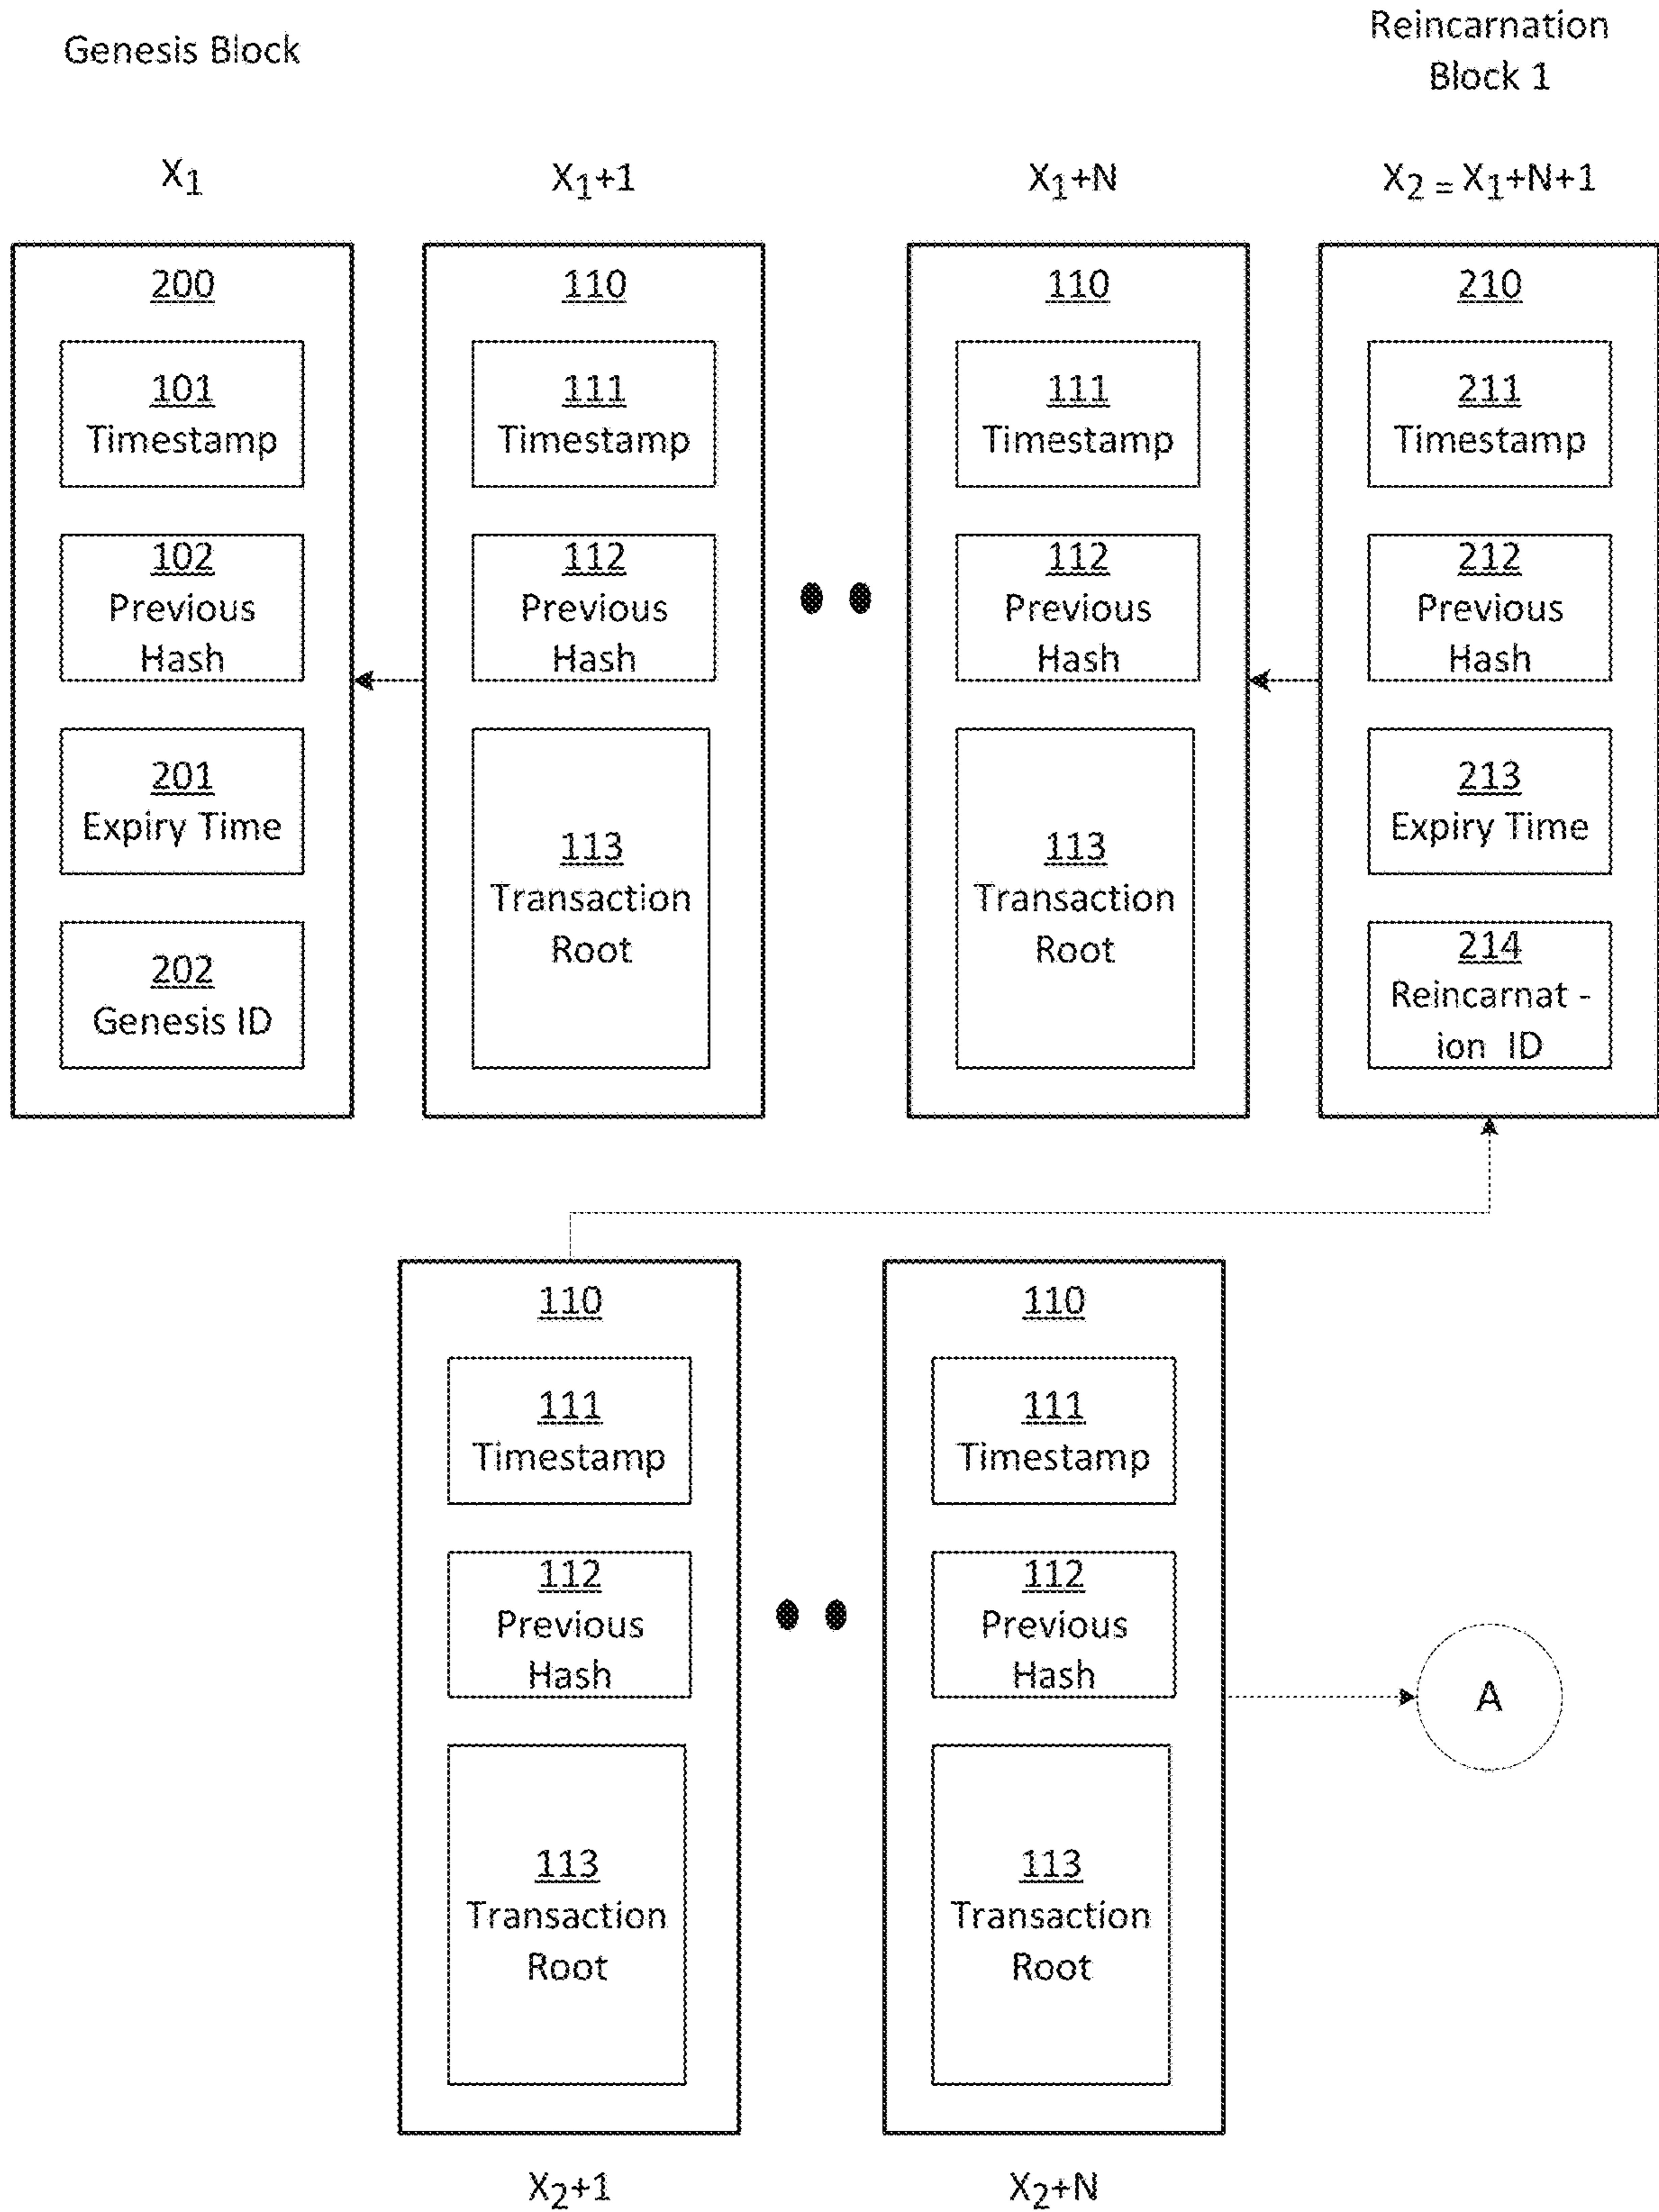 Genesis Block
Reincarnation
Block 1
X1
X1+1
X1+N
X2 = X1+N+1
200
101
Timestamp
102
Previous
Hash
201
Expiry Time
202
Genesis ID
110
111
Timestamp
112
Previous
Hash
113
Transaction
Root
110
111
Timestamp
112
Previous
Hash
113
Transaction
Root
210
211
Timestamp
212
Previous
Hash
213
Expiry Time
214
Reincarnat -
ion ID
110
111
Timestamp
112
Previous
Hash
113
Transaction
Root
X2+1
110
111
Timestamp
112
Previous
Hash
113
Transaction
Root
X2+N
A